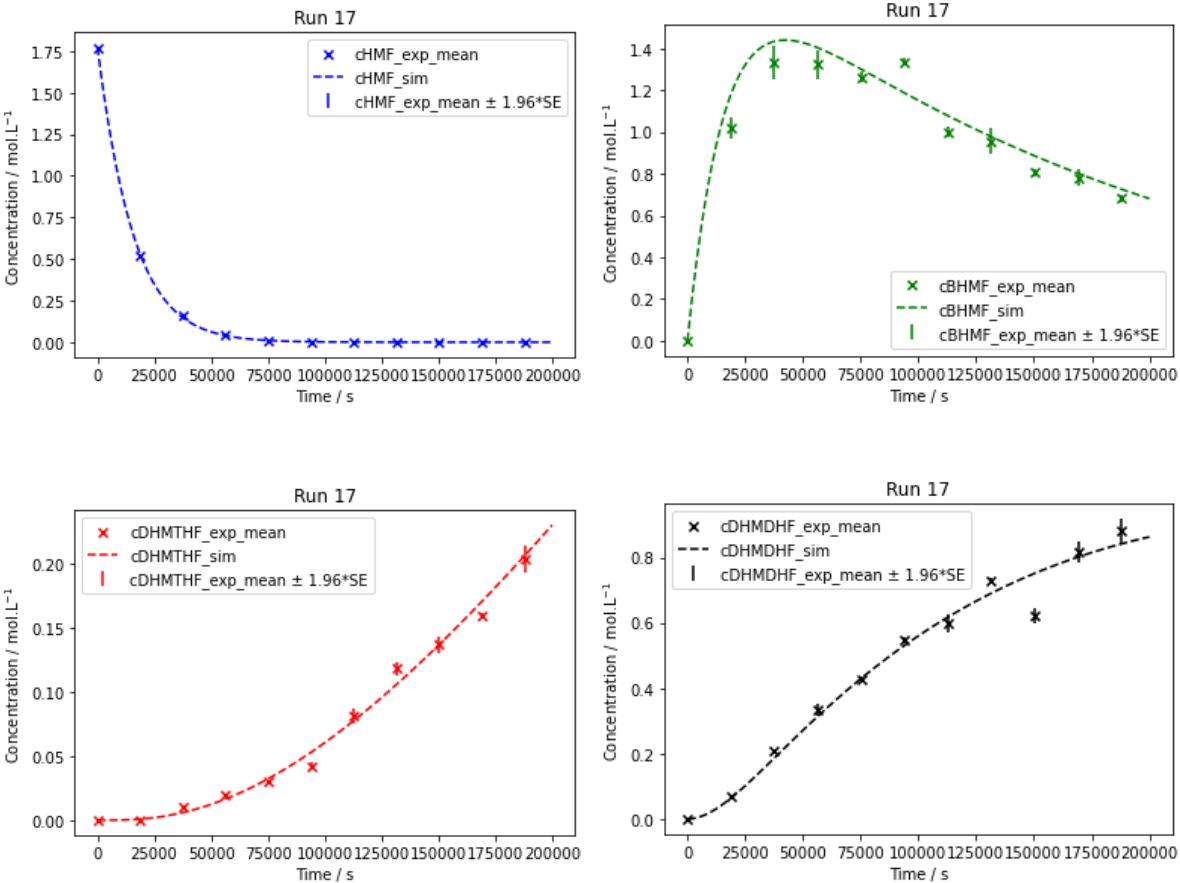 Run 17
Concentration / mol.L⁻¹
1.75
1.50
1.25
1.00
0.75
0.50
0.25
0.00
cHMF_exp_mean
cHMF_sim
cHMF_exp_mean ± 1.96*SE
0 25000 50000 75000 100000 125000 150000 175000 200000
Time / s
Run 17
Concentration / mol.L⁻¹
1.4
1.2
1.0
0.8
0.6
0.4
0.2
0.0
cBHMF_exp_mean
cBHMF_sim
cBHMF_exp_mean ± 1.96*SE
0 25000 50000 75000 100000 125000 150000 175000 200000
Time / s
Run 17
Concentration / mol.L⁻¹
0.20
0.15
0.10
0.05
0.00
cDHMTHF_exp_mean
cDHMTHF_sim
cDHMTHF_exp_mean ± 1.96*SE
0 25000 50000 75000 100000 125000 150000 175000 200000
Time / s
Run 17
Concentration / mol.L⁻¹
0.8
0.6
0.4
0.2
0.0
cDHMDHF_exp_mean
cDHMDHF_sim
cDHMDHF_exp_mean ± 1.96*SE
0 25000 50000 75000 100000 125000 150000 175000 200000
Time / s